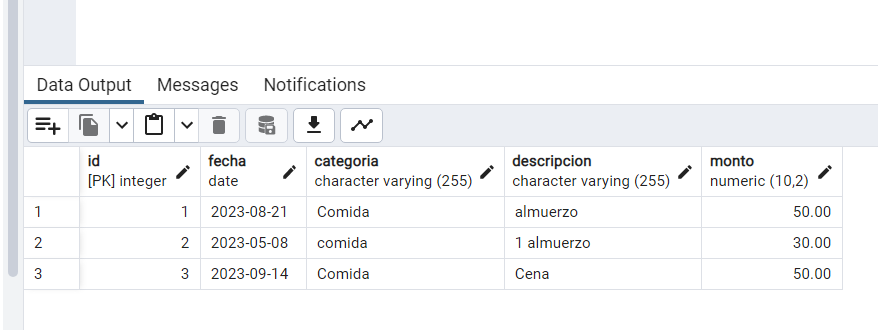 Data Output Messages Notifications
id fecha categoria descripcion monto
[PK] integer date character varying (255) character varying (255) numeric (10,2)
1 1 2023-08-21 Comida almuerzo 50.00
2 2 2023-05-08 comida 1 almuerzo 30.00
3 3 2023-09-14 Comida Cena 50.00